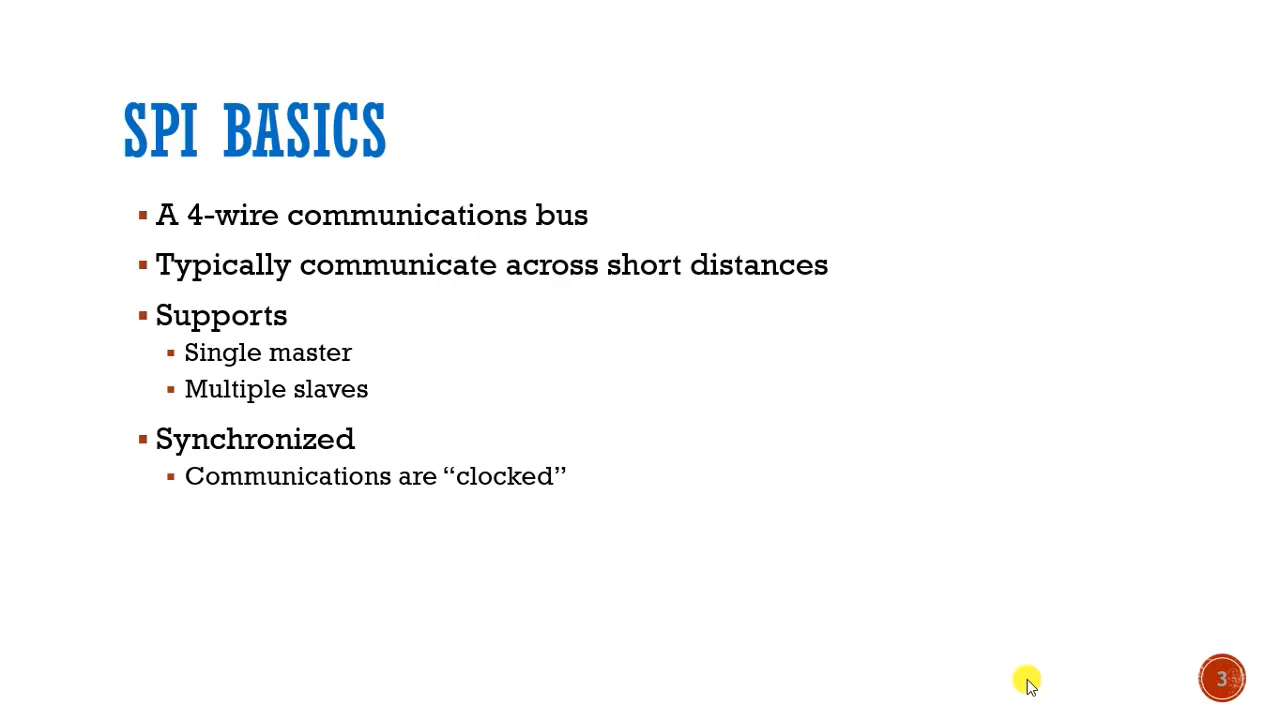 SPI BASICS
▪ A 4-wire communications bus
▪ Typically communicate across short distances
▪ Supports
▪ Single master
▪ Multiple slaves
▪ Synchronized
▪ Communications are “clocked”
3